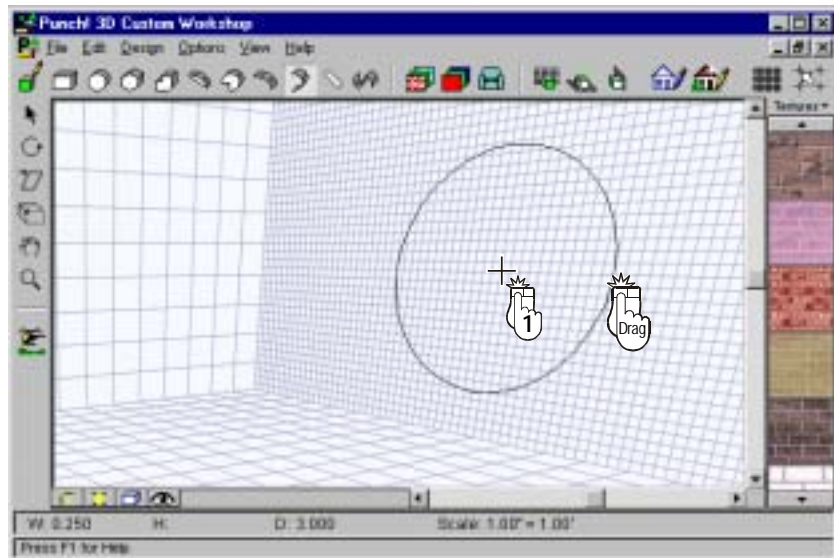 Punch! 3D Custom Workshop
File Edit Design Options View Help
Textures
1
Drag
W: 0.250 H: D: 3.000 Scale: 1.00" = 1.00'
Press F1 for Help